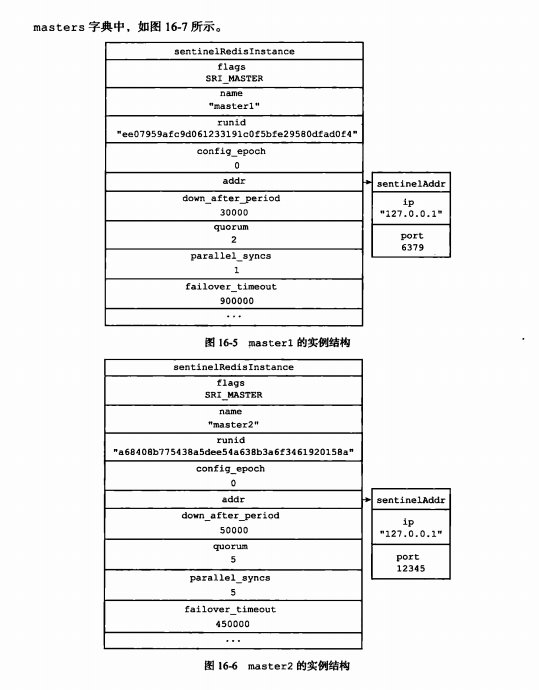 masters 字典中，如图 16-7 所示。
sentinelRedisInstance
flags
SRI_MASTER
name
"master1"
runid
"ee07959afc9d061233191c0f5bfe29580dfad0f4"
config_epoch
0
addr
sentinelAddr
ip
"127.0.0.1"
port
6379
down_after_period
30000
quorum
2
parallel_syncs
1
failover_timeout
900000
...
图 16-5 master1 的实例结构
sentinelRedisInstance
flags
SRI_MASTER
name
"master2"
runid
"a68408b775438a5dee54a638b3a6f3461920158a"
config_epoch
0
addr
sentinelAddr
ip
"127.0.0.1"
port
12345
down_after_period
50000
quorum
5
parallel_syncs
5
failover_timeout
450000
...
图 16-6 master2 的实例结构